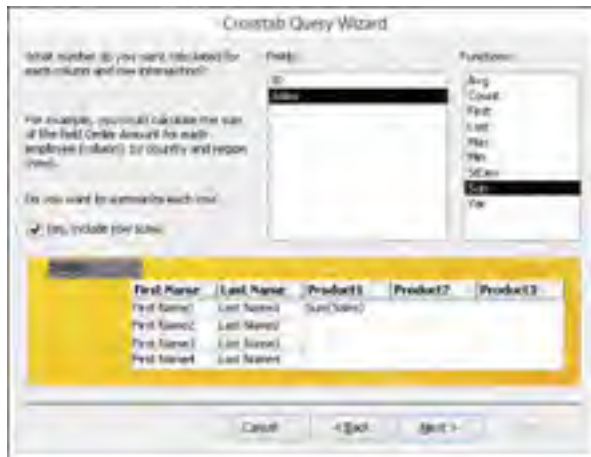 Crosstab Query Wizard
What number do you want calculated for
each column and row intersection?
Fields:
Functions:
ID
Sales
Avg
Count
First
Last
Max
Min
StDev
Sum
Var
For example, you could calculate the sum
of the field Order Amount for each
employee (column) by country and region
(row).
Do you want to summarize each row?
Yes, include row sums.
First Name Last Name Product1 Product2 Product3
First Name1 Last Name1 Sum(Sales)
First Name2 Last Name2
First Name3 Last Name3
First Name4 Last Name4
Cancel < Back Next >